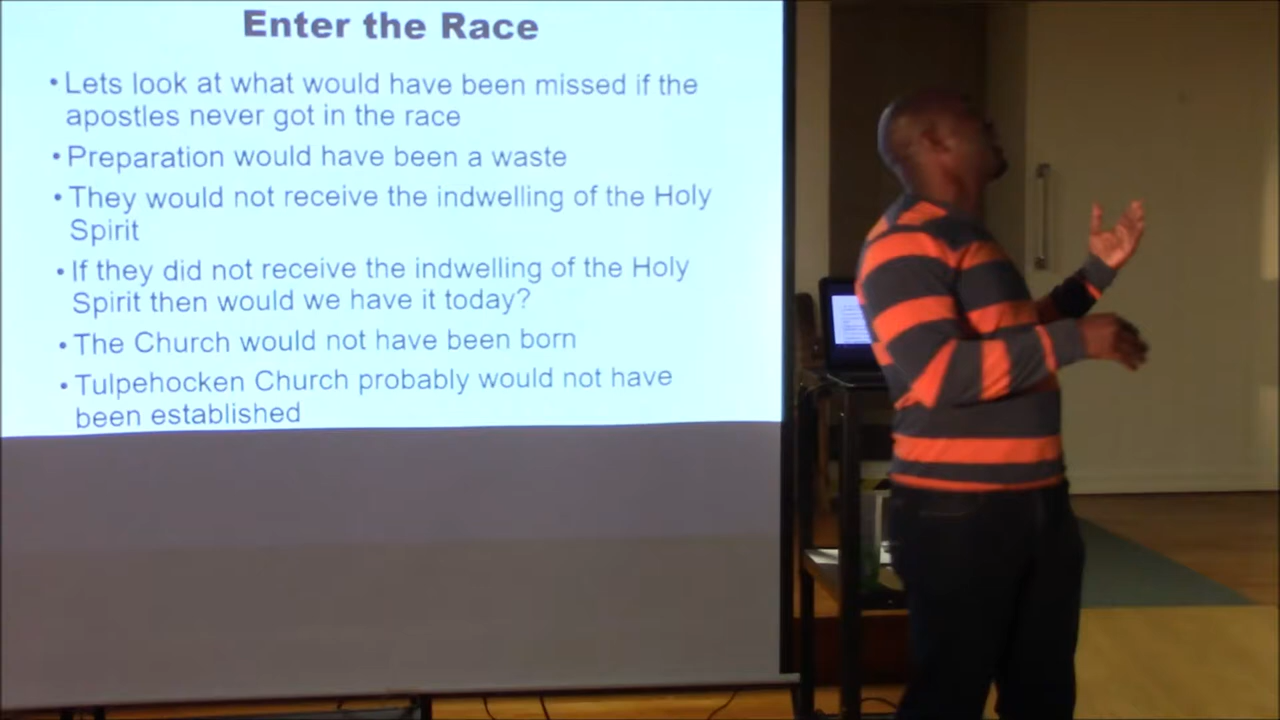 Enter the Race
• Lets look at what would have been missed if the
apostles never got in the race
• Preparation would have been a waste
• They would not receive the indwelling of the Holy
Spirit
• If they did not receive the indwelling of the Holy
Spirit then would we have it today?
• The Church would not have been born
• Tulpehocken Church probably would not have
been established